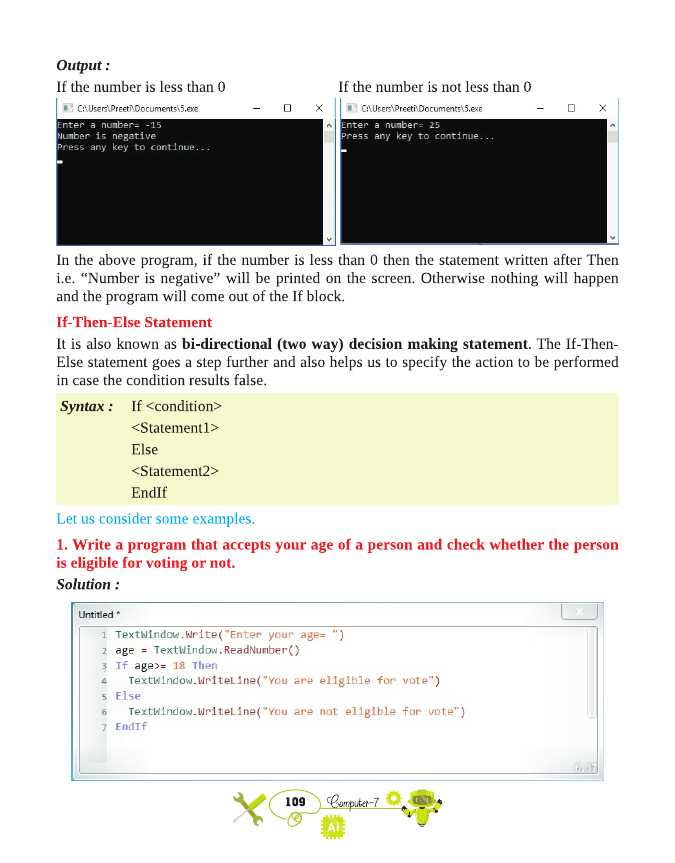 Output :
If the number is less than 0
If the number is not less than 0
C:\Users\Preeti\Documents\5.exe
Enter a number= -15
Number is negative
Press any key to continue...
C:\Users\Preeti\Documents\5.exe
Enter a number= 25
Press any key to continue...
In the above program, if the number is less than 0 then the statement written after Then
i.e. “Number is negative” will be printed on the screen. Otherwise nothing will happen
and the program will come out of the If block.
If-Then-Else Statement
It is also known as bi-directional (two way) decision making statement. The If-Then-
Else statement goes a step further and also helps us to specify the action to be performed
in case the condition results false.
Syntax : If <condition>
<Statement1>
Else
<Statement2>
EndIf
Let us consider some examples.
1. Write a program that accepts your age of a person and check whether the person
is eligible for voting or not.
Solution :
Untitled *
1 TextWindow.Write("Enter your age= ")
2 age = TextWindow.ReadNumber()
3 If age>= 18 Then
4 TextWindow.WriteLine("You are eligible for vote")
5 Else
6 TextWindow.WriteLine("You are not eligible for vote")
7 EndIf
109 Computer-7
AI